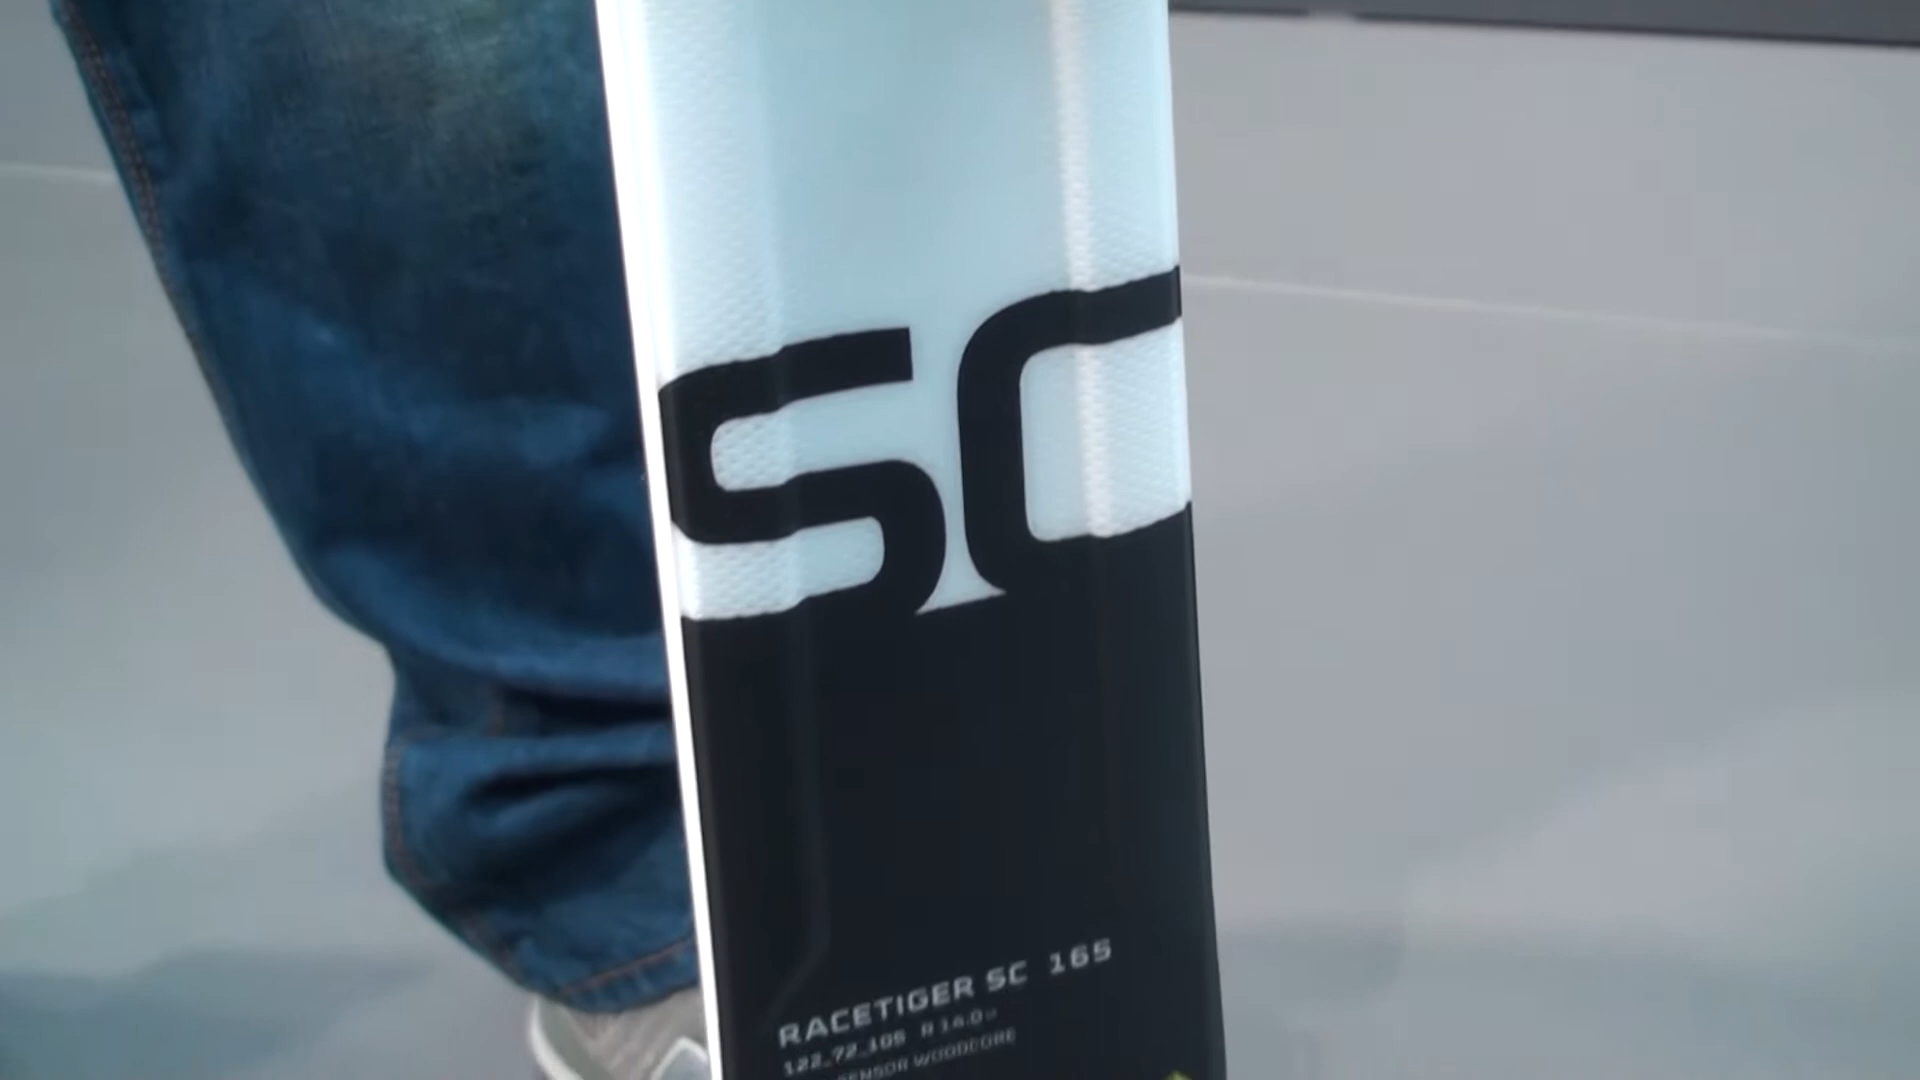 SC
RACETIGER SC 165
122_72_105 R 14.0
SENSOR WOODCORE